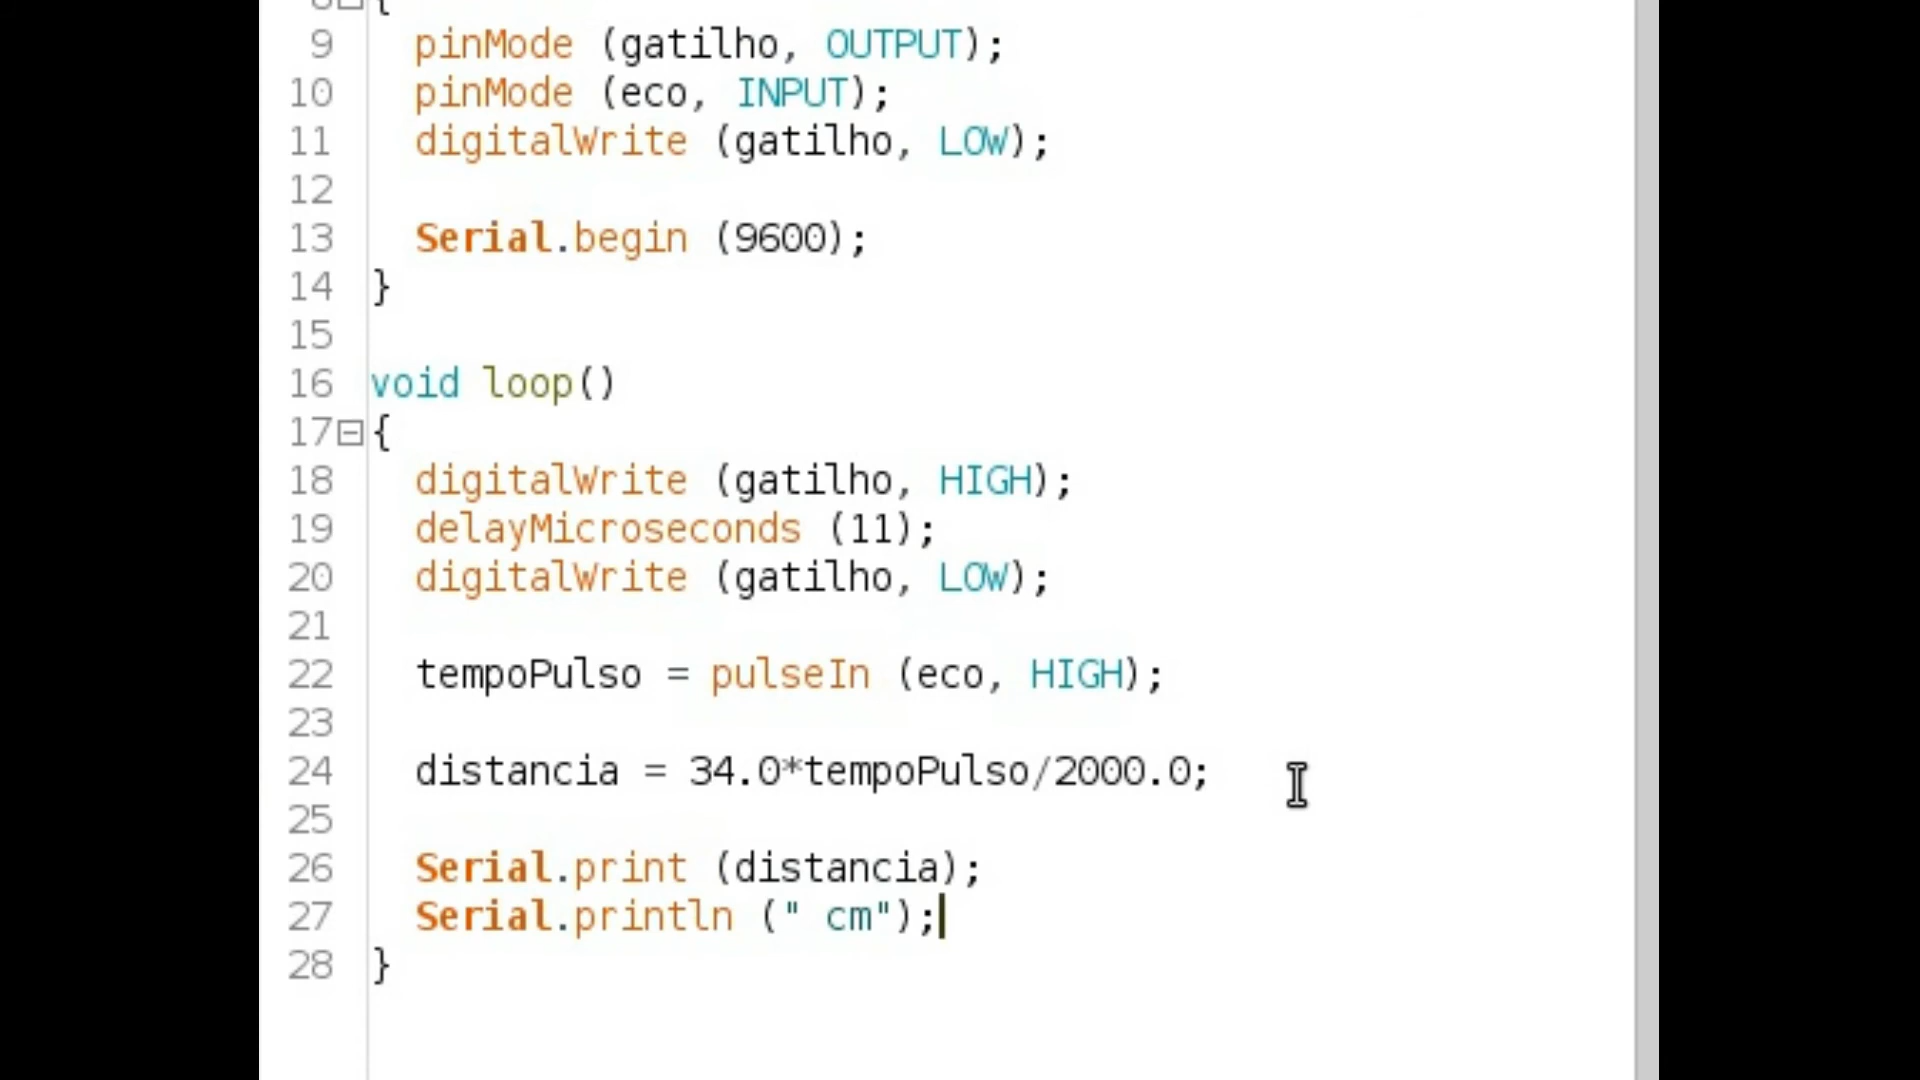 8 {
9 pinMode (gatilho, OUTPUT);
10 pinMode (eco, INPUT);
11 digitalWrite (gatilho, LOW);
12
13 Serial.begin (9600);
14 }
15
16 void loop()
17 {
18 digitalWrite (gatilho, HIGH);
19 delayMicroseconds (11);
20 digitalWrite (gatilho, LOW);
21
22 tempoPulso = pulseIn (eco, HIGH);
23
24 distancia = 34.0*tempoPulso/2000.0;
25
26 Serial.print (distancia);
27 Serial.println (" cm");
28 }